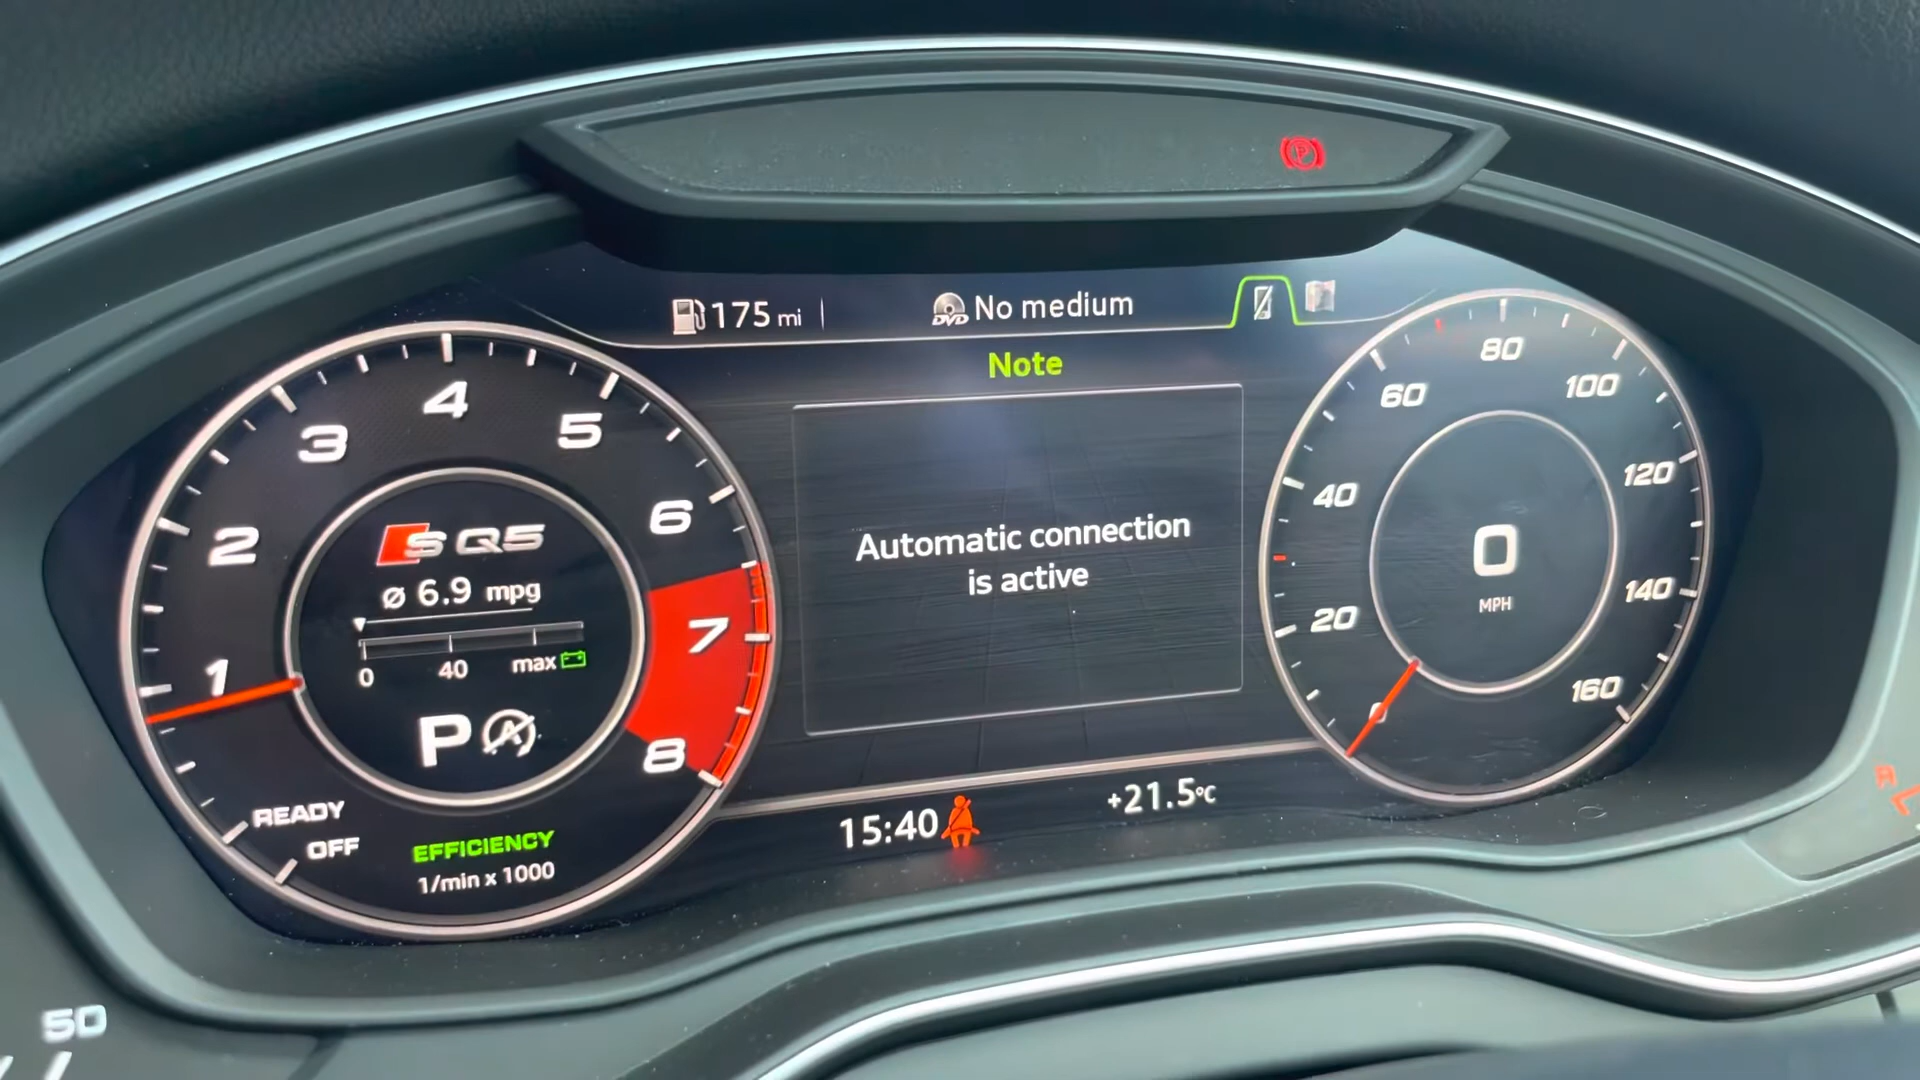 P
175 mi
DVD No medium
Note
Automatic connection
is active
1
2
3
4
5
6
7
8
SQ5
ø 6.9 mpg
0 40 max
P A
READY
OFF
EFFICIENCY
1/min x 1000
15:40
+21.5°C
0
20
40
60
80
100
120
140
160
0
MPH
50